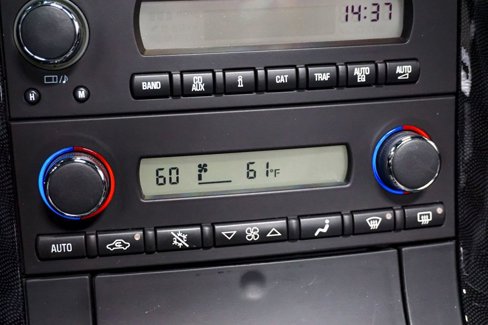 14:37
H
M
BAND
CD AUX
i
CAT
TRAF
AUTO EQ
AUTO
60
61°F
AUTO